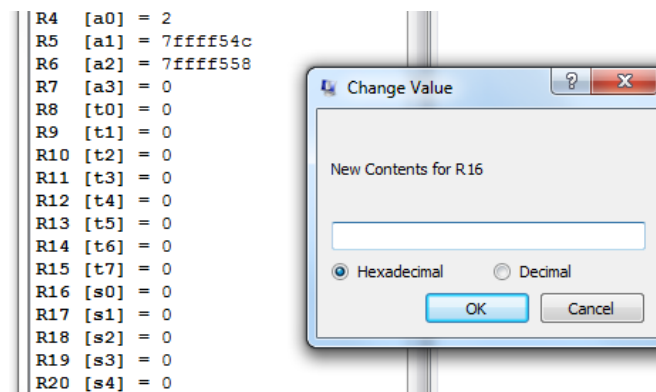 R4 [a0] = 2
R5 [a1] = 7ffff54c
R6 [a2] = 7ffff558
R7 [a3] = 0
R8 [t0] = 0
R9 [t1] = 0
R10 [t2] = 0
R11 [t3] = 0
R12 [t4] = 0
R13 [t5] = 0
R14 [t6] = 0
R15 [t7] = 0
R16 [s0] = 0
R17 [s1] = 0
R18 [s2] = 0
R19 [s3] = 0
R20 [s4] = 0
Change Value
New Contents for R16
Hexadecimal Decimal
OK Cancel